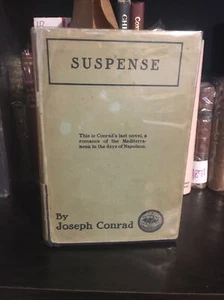 SUSPENSE
This is Conrad's last novel, a
romance of the Mediterra-
nean in the days of Napoleon.
By
Joseph Conrad